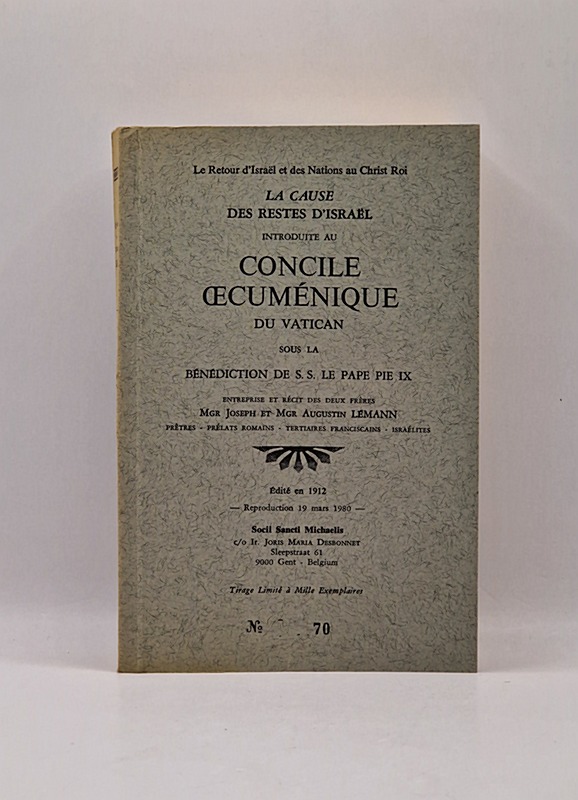 Le Retour d'Israël et des Nations au Christ Roi
LA CAUSE
DES RESTES D'ISRAËL
INTRODUITE AU
CONCILE
ŒCUMÉNIQUE
DU VATICAN
SOUS LA
BÉNÉDICTION DE S. S. LE PAPE PIE IX
ENTREPRISE ET RÉCIT DES DEUX FRÈRES
Mgr Joseph et Mgr Augustin LÉMANN
PRÊTRES - PRÉLATS ROMAINS - TERTIAIRES FRANCISCAINS - ISRAÉLITES
Édité en 1912
— Reproduction 19 mars 1980 —
Socii Sancti Michaelis
c/o Ir. Joris Maria Desbonnet
Sleepstraat 61
9000 Gent - Belgium
Tirage Limité à Mille Exemplaires
№ 70